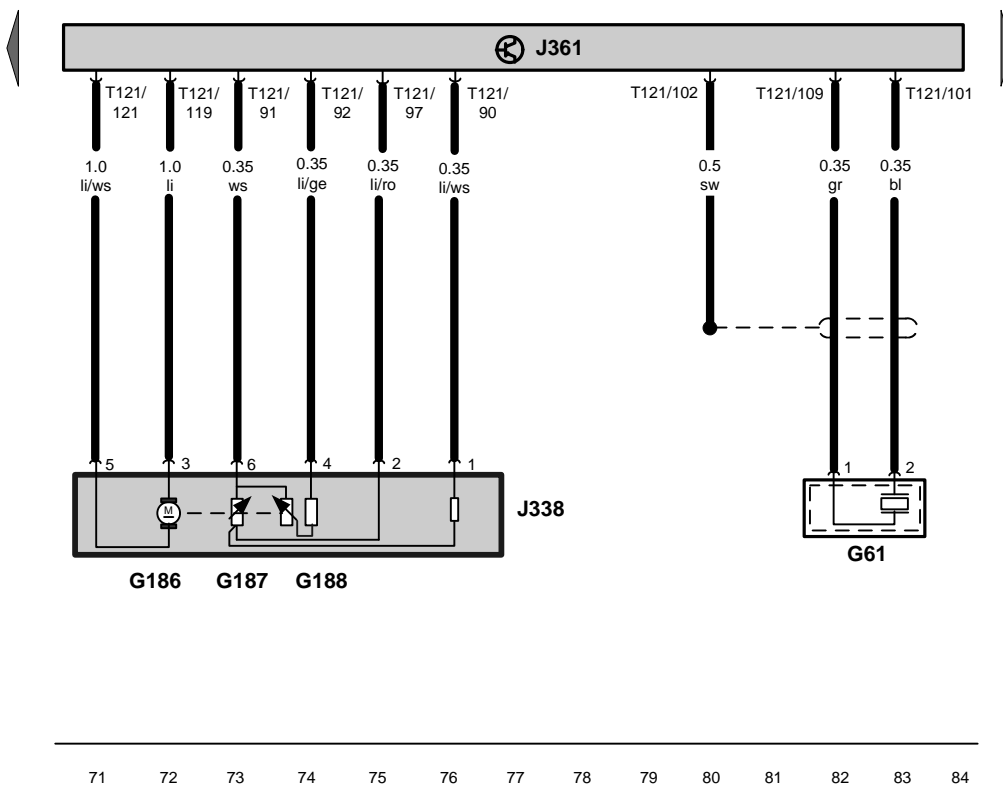 J361
T121/ T121/ T121/ T121/ T121/ T121/ T121/102 T121/109 T121/101
121 119 91 92 97 90
1.0 1.0 0.35 0.35 0.35 0.35 0.5 0.35 0.35
li/ws li ws li/ge li/ro li/ws sw gr bl
5 3 6 4 2 1 1 2
M
J338
G61
G186 G187 G188
71 72 73 74 75 76 77 78 79 80 81 82 83 84